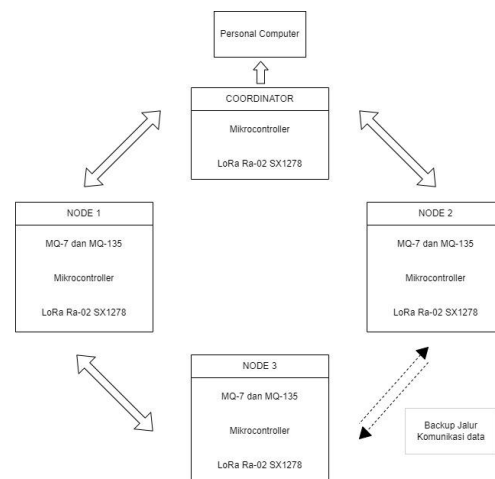 Personal Computer
COORDINATOR
Mikrocontroller
LoRa Ra-02 SX1278
NODE 1
MQ-7 dan MQ-135
Mikrocontroller
LoRa Ra-02 SX1278
NODE 2
MQ-7 dan MQ-135
Mikrocontroller
LoRa Ra-02 SX1278
NODE 3
MQ-7 dan MQ-135
Mikrocontroller
LoRa Ra-02 SX1278
Backup Jalur
Komunikasi data